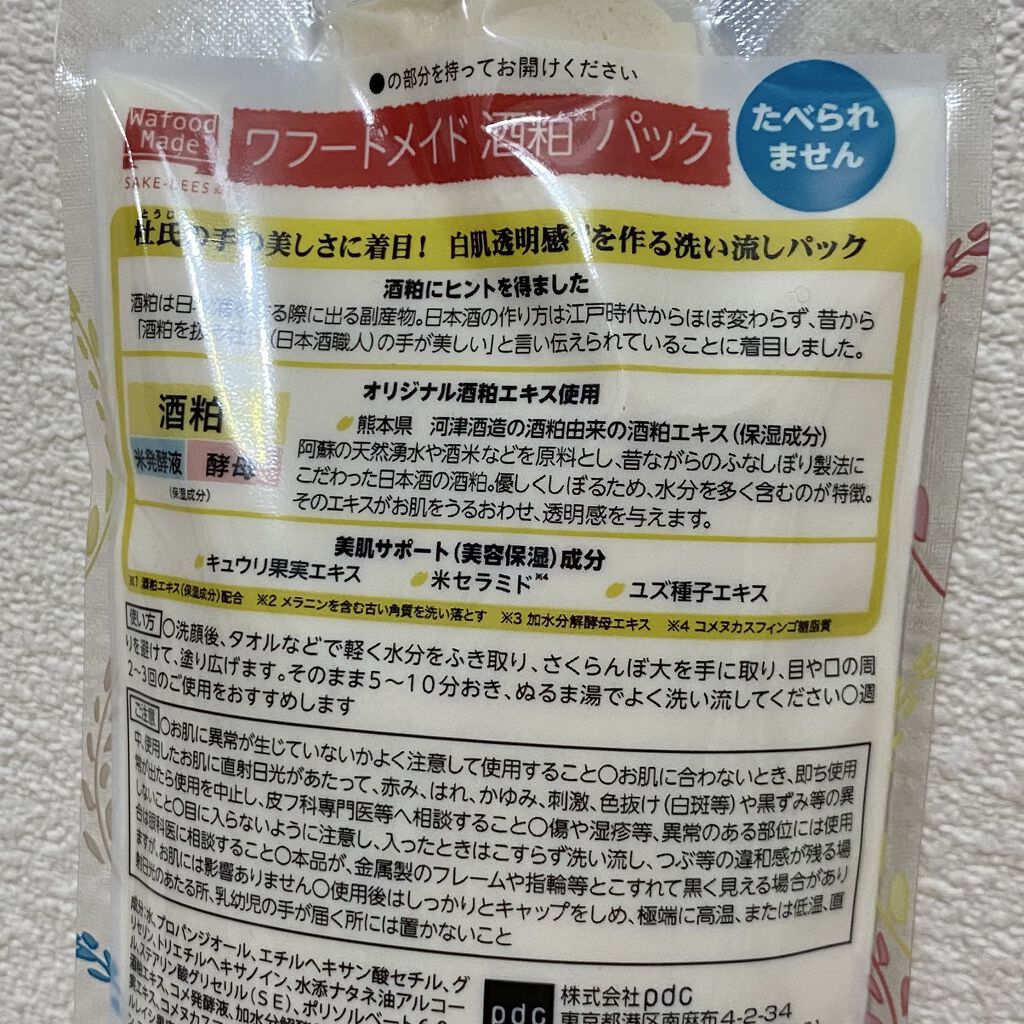 ●の部分を持ってお開けください
Wafood
Made
SAKE-LEES
ワフードメイド 酒粕※1 パック
たべられ
ません
とうじ
杜氏の手の美しさに着目! 白肌透明感※2を作る洗い流しパック
酒粕にヒントを得ました
酒粕は日本酒を る際に出る副産物。日本酒の作り方は江戸時代からほぼ変わらず、昔から
「酒粕を扱 (日本酒職人)の手が美しい」と言い伝えられていることに着目しました。
酒粕
米発酵液 酵母
(保湿成分)
オリジナル酒粕エキス使用
熊本県 河津酒造の酒粕由来の酒粕エキス(保湿成分)
阿蘇の天然湧水や酒米などを原料とし、昔ながらのふなしぼり製法に
こだわった日本酒の酒粕。優しくしぼるため、水分を多く含むのが特徴。
そのエキスがお肌をうるおわせ、透明感を与えます。
美肌サポート(美容保湿)成分
キュウリ果実エキス 米セラミド※4 ユズ種子エキス
※1 酒粕エキス(保湿成分)配合 ※2 メラニンを含む古い角質を洗い落とす ※3 加水分解酵母エキス ※4 コメヌカスフィンゴ糖脂質
使い方 ○洗顔後、タオルなどで軽く水分をふき取り、さくらんぼ大を手に取り、目や口の周
りを避けて、塗り広げます。そのまま5〜10分おき、ぬるま湯でよく洗い流してください○週
2〜3回のご使用をおすすめします
ご注意 ○お肌に異常が生じていないかよく注意して使用すること○お肌に合わないとき、即ち使用
中、使用したお肌に直射日光があたって、赤み、はれ、かゆみ、刺激、色抜け(白斑等)や黒ずみ等の異
常が出たら使用を中止し、皮フ科専門医等へ相談すること○傷や湿疹等、異常のある部位には使用
しないこと○目に入らないように注意し、入ったときはこすらず洗い流し、つぶ等の違和感が残る場
合は眼科医に相談すること○本品が、金属製のフレームや指輪等とこすれて黒く見える場合があり
ますが、お肌には影響ありません○使用後はしっかりとキャップをしめ、極端に高温、または低温、直
射日光のあたる所、乳幼児の手が届く所には置かないこと
成分:水、プロパンジオール、エチルヘキサン酸セチル、グ
リセリン、トリエチルヘキサノイン、水添ナタネ油アルコー
ル、ステアリン酸グリセリル(SE)、ポリソルベート60、
酒粕エキス、コメ発酵液、加水分解酵
pdc
株式会社pdc
東京都港区南麻布4-2-34